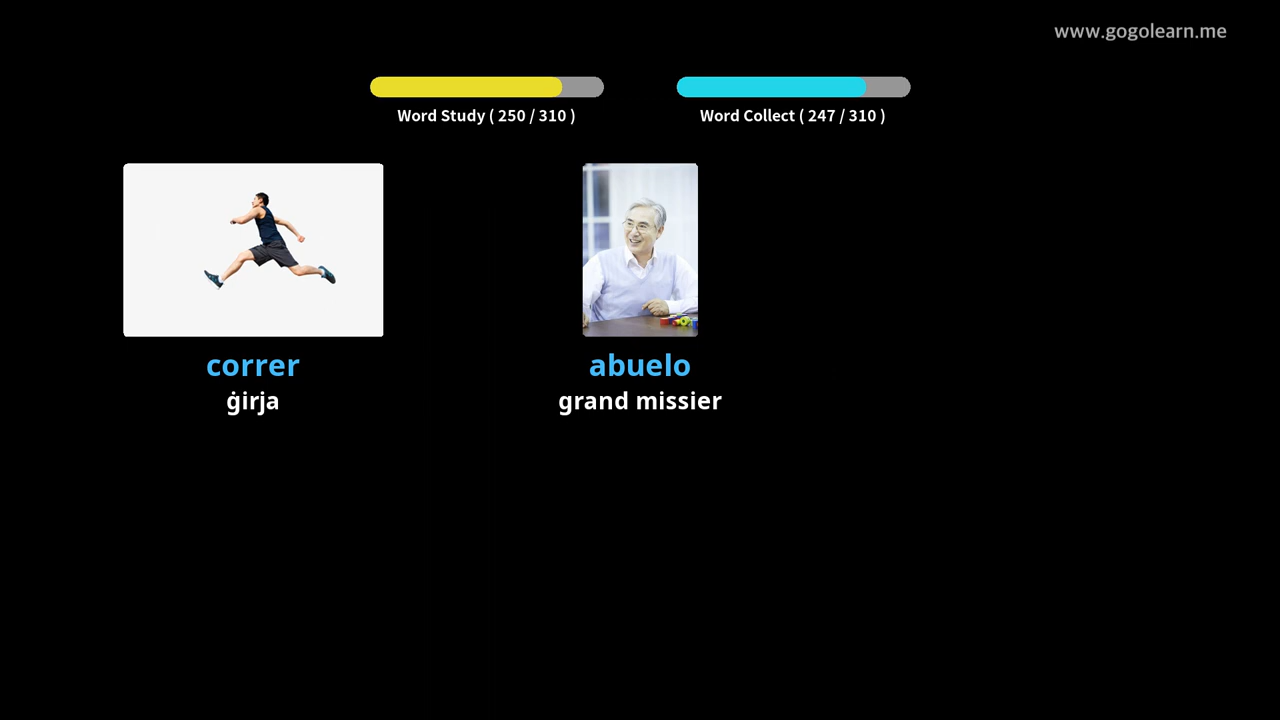 www.gogolearn.me
Word Study ( 250 / 310 )
Word Collect ( 247 / 310 )
correr
ġirja
abuelo
grand missier